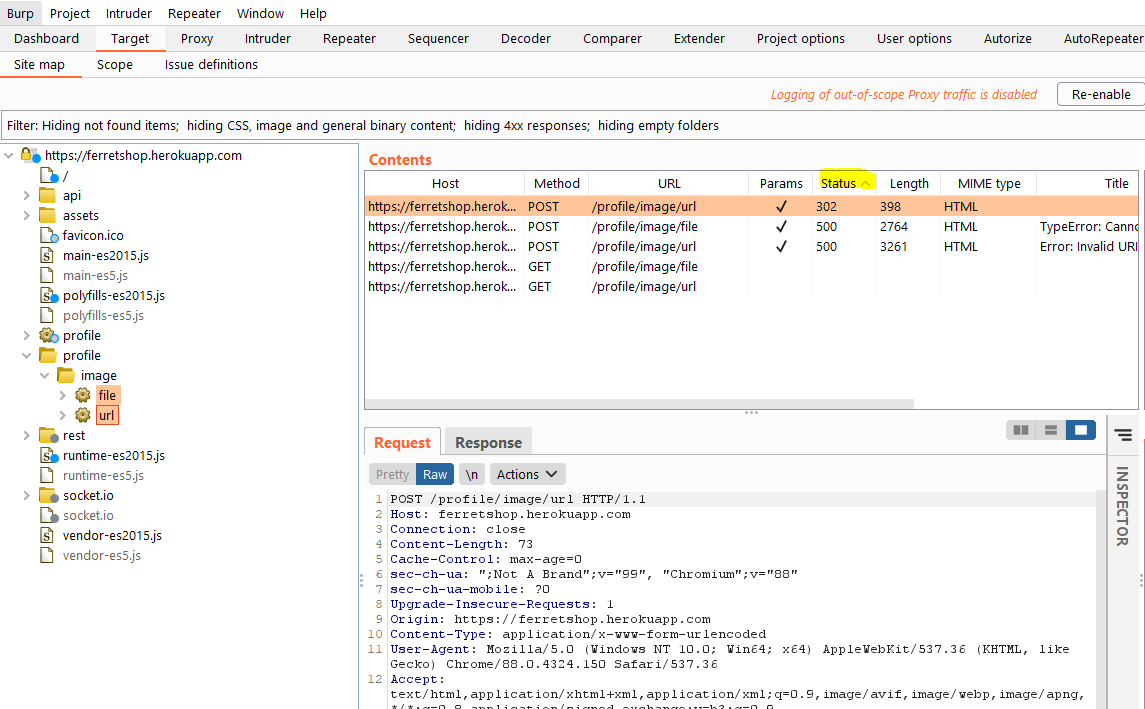 Burp Project Intruder Repeater Window Help
Dashboard Target Proxy Intruder Repeater Sequencer Decoder Comparer Extender Project options User options Autorize AutoRepeater
Site map Scope Issue definitions
Logging of out-of-scope Proxy traffic is disabled Re-enable
Filter: Hiding not found items; hiding CSS, image and general binary content; hiding 4xx responses; hiding empty folders
https://ferretshop.herokuapp.com
/
api
assets
favicon.ico
main-es2015.js
main-es5.js
polyfills-es2015.js
polyfills-es5.js
profile
profile
image
file
url
rest
runtime-es2015.js
runtime-es5.js
socket.io
socket.io
vendor-es2015.js
vendor-es5.js
Contents
Host Method URL Params Status Length MIME type Title
https://ferretshop.herok... POST /profile/image/url ✓ 302 398 HTML
https://ferretshop.herok... POST /profile/image/file ✓ 500 2764 HTML TypeError: Canno
https://ferretshop.herok... POST /profile/image/url ✓ 500 3261 HTML Error: Invalid URI
https://ferretshop.herok... GET /profile/image/file
https://ferretshop.herok... GET /profile/image/url
Request Response
Pretty Raw \n Actions
1 POST /profile/image/url HTTP/1.1
2 Host: ferretshop.herokuapp.com
3 Connection: close
4 Content-Length: 73
5 Cache-Control: max-age=0
6 sec-ch-ua: ";Not A Brand";v="99", "Chromium";v="88"
7 sec-ch-ua-mobile: ?0
8 Upgrade-Insecure-Requests: 1
9 Origin: https://ferretshop.herokuapp.com
10 Content-Type: application/x-www-form-urlencoded
11 User-Agent: Mozilla/5.0 (Windows NT 10.0; Win64; x64) AppleWebKit/537.36 (KHTML, like
Gecko) Chrome/88.0.4324.150 Safari/537.36
12 Accept:
text/html,application/xhtml+xml,application/xml;q=0.9,image/avif,image/webp,image/apng,
*/*;q=0.8,application/signed-exchange;v=b3;q=0.9
INSPECTOR